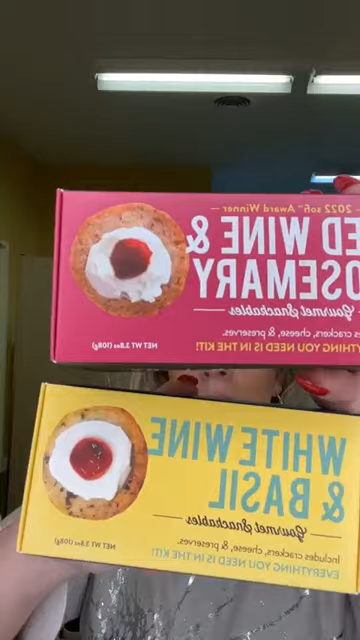 2022 sofi™ Award Winner
ED WINE &
OSEMARY
Gourmet Snackables
es crackers, cheese, & preserves.
YTHING YOU NEED IS IN THE KIT!
NET WT 3.8oz (108g)
WHITE WINE
& BASIL
Gourmet Snackables
Includes crackers, cheese, & preserves.
EVERYTHING YOU NEED IS IN THE KIT!
NET WT 3.8oz (108g)